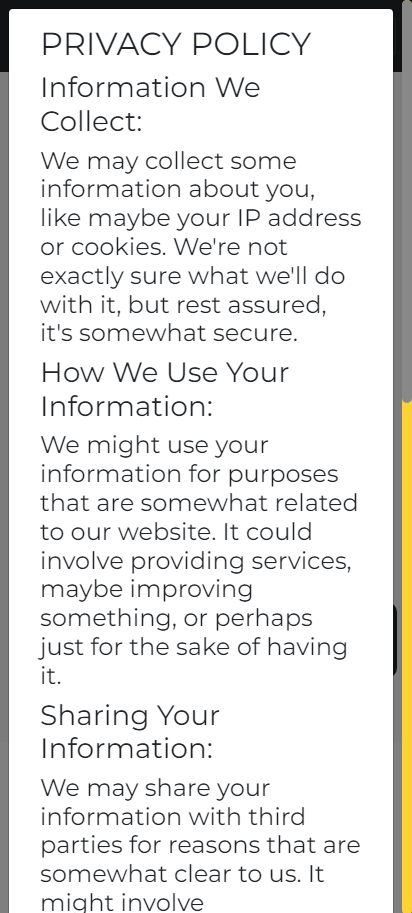 PRIVACY POLICY
Information We
Collect:
We may collect some
information about you,
like maybe your IP address
or cookies. We're not
exactly sure what we'll do
with it, but rest assured,
it's somewhat secure.
How We Use Your
Information:
We might use your
information for purposes
that are somewhat related
to our website. It could
involve providing services,
maybe improving
something, or perhaps
just for the sake of having
it.
Sharing Your
Information:
We may share your
information with third
parties for reasons that are
somewhat clear to us. It
might involve